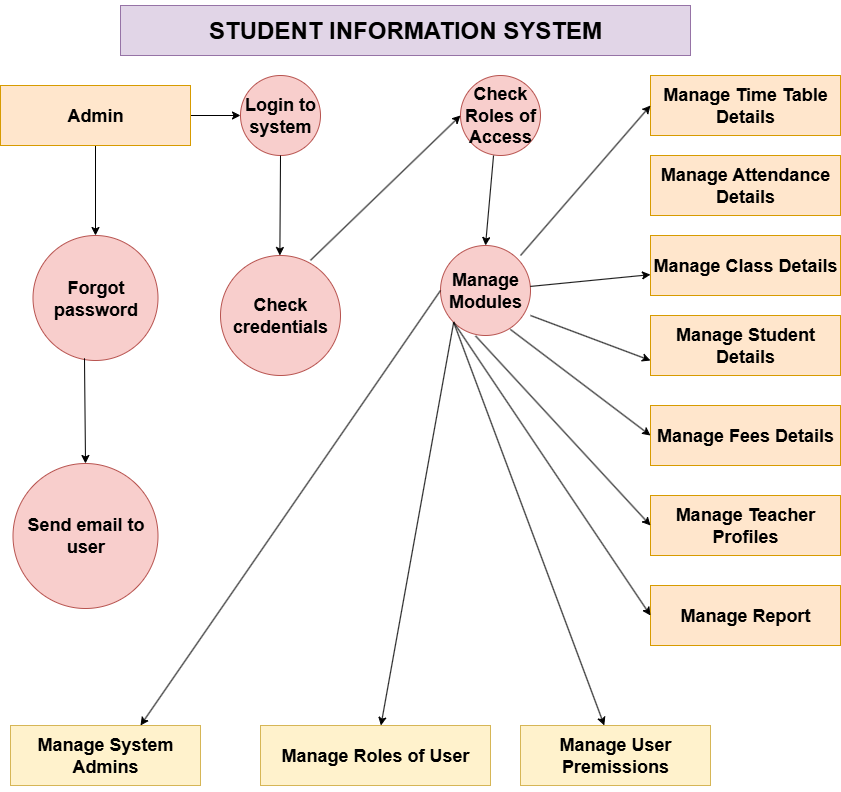 STUDENT INFORMATION SYSTEM
Admin
Login to
system
Check
Roles of
Access
Manage Time Table
Details
Manage Attendance
Details
Forgot
password
Check
credentials
Manage
Modules
Manage Class Details
Manage Student
Details
Manage Fees Details
Send email to
user
Manage Teacher
Profiles
Manage Report
Manage System
Admins
Manage Roles of User
Manage User
Premissions